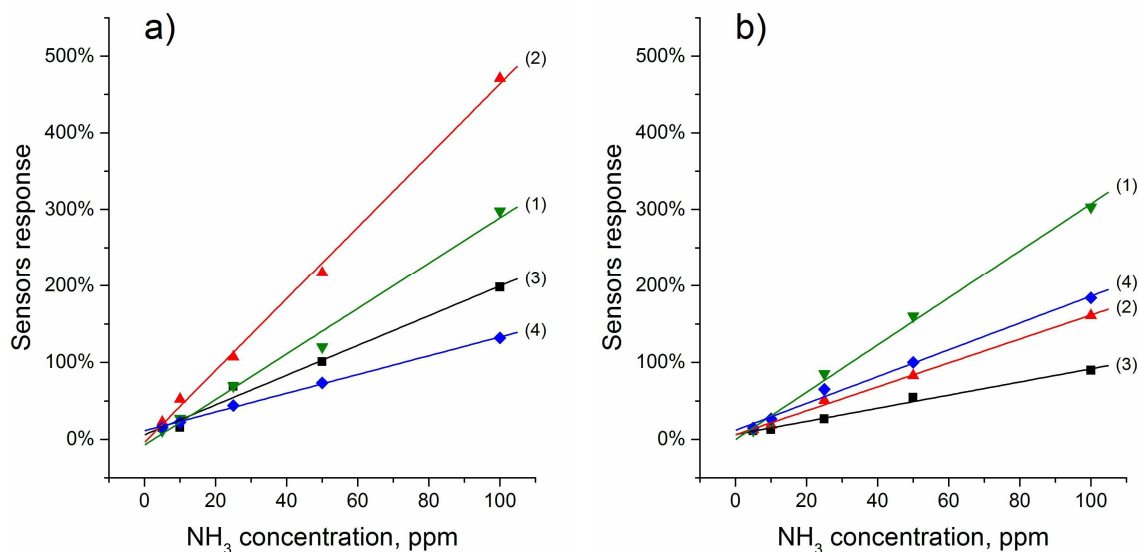 a)
500%
400%
300%
200%
100%
0%
Sensors response
(2)
(1)
(3)
(4)
0 20 40 60 80 100
NH₃ concentration, ppm
b)
500%
400%
300%
200%
100%
0%
Sensors response
(1)
(4)
(2)
(3)
0 20 40 60 80 100
NH₃ concentration, ppm